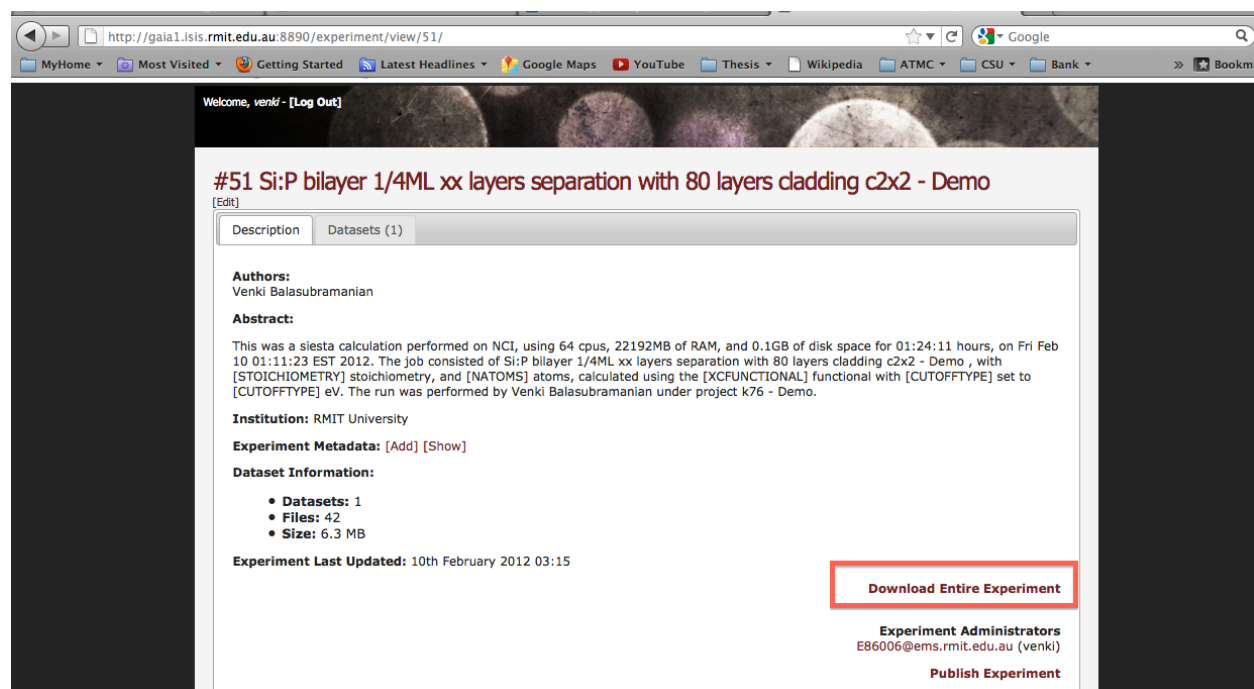 http://gaia1.isis.rmit.edu.au:8890/experiment/view/51/
Google
MyHome Most Visited Getting Started Latest Headlines Google Maps YouTube Thesis Wikipedia ATMC CSU Bank » Bookm
Welcome, venki - [Log Out]
#51 Si:P bilayer 1/4ML xx layers separation with 80 layers cladding c2x2 - Demo
[Edit]
Description Datasets (1)
Authors:
Venki Balasubramanian
Abstract:
This was a siesta calculation performed on NCI, using 64 cpus, 22192MB of RAM, and 0.1GB of disk space for 01:24:11 hours, on Fri Feb
10 01:11:23 EST 2012. The job consisted of Si:P bilayer 1/4ML xx layers separation with 80 layers cladding c2x2 - Demo , with
[STOICHIOMETRY] stoichiometry, and [NATOMS] atoms, calculated using the [XCFUNCTIONAL] functional with [CUTOFFTYPE] set to
[CUTOFFTYPE] eV. The run was performed by Venki Balasubramanian under project k76 - Demo.
Institution: RMIT University
Experiment Metadata: [Add] [Show]
Dataset Information:
• Datasets: 1
• Files: 42
• Size: 6.3 MB
Experiment Last Updated: 10th February 2012 03:15
Download Entire Experiment
Experiment Administrators
E86006@ems.rmit.edu.au (venki)
Publish Experiment